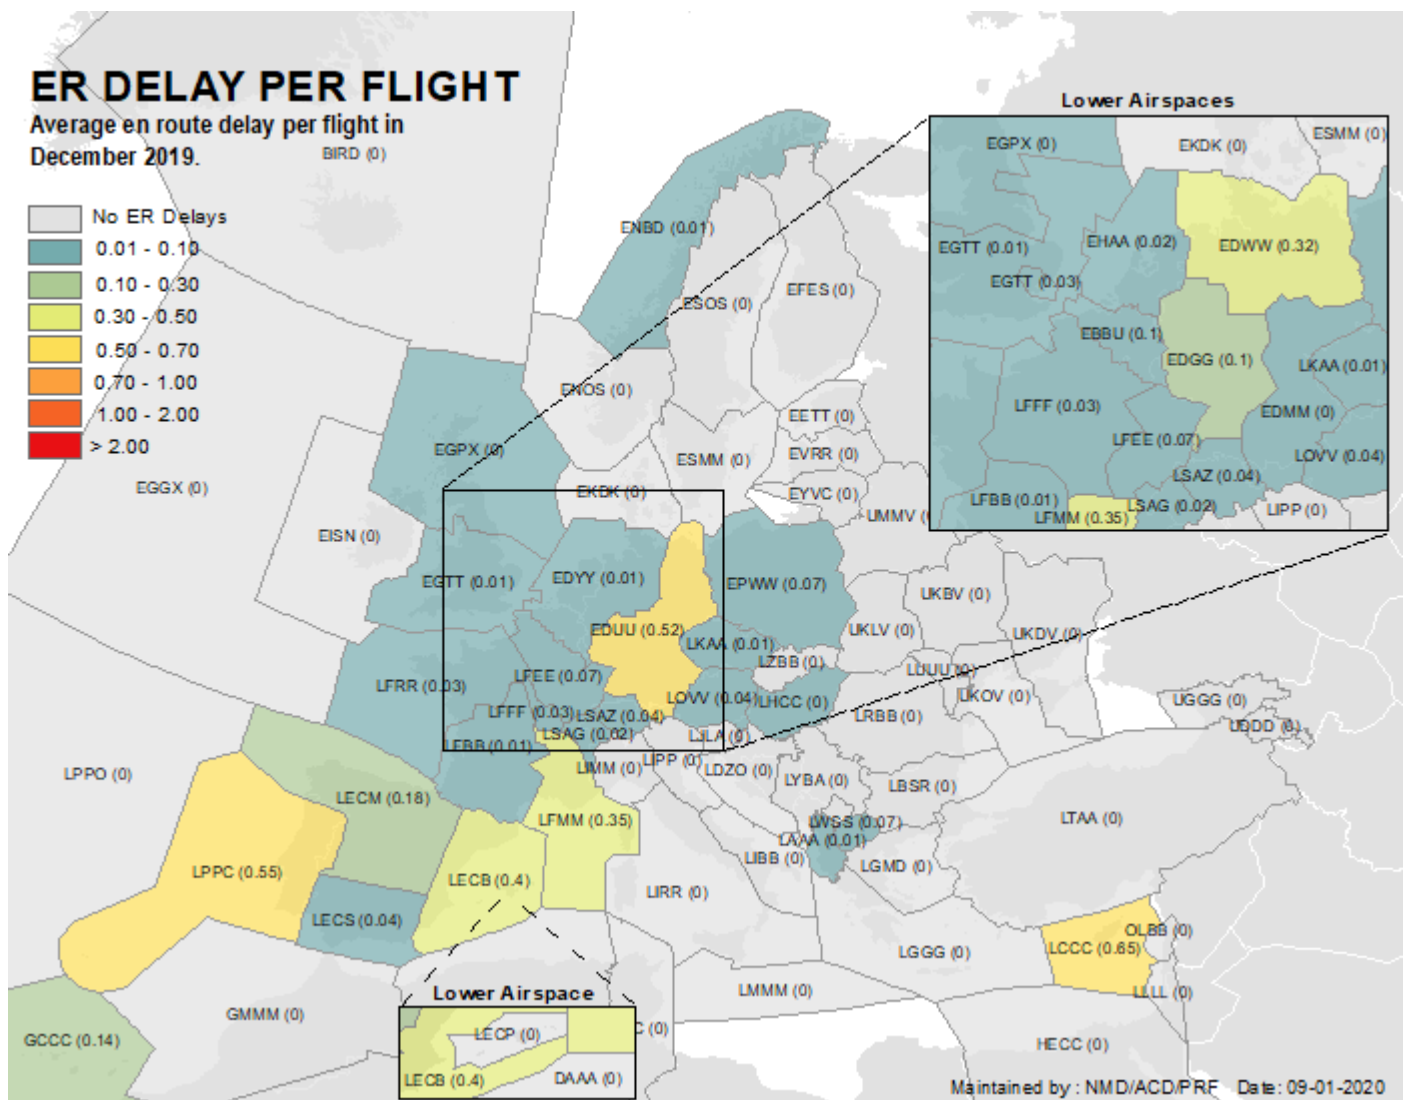 ER DELAY PER FLIGHT
Average en route delay per flight in
December 2019.
BIRD (0)
No ER Delays
0.01 - 0.10
0.10 - 0.30
0.30 - 0.50
0.50 - 0.70
0.70 - 1.00
1.00 - 2.00
> 2.00
Lower Airspaces
EGPX (0)
EKDK (0)
ESMM (0)
EGTT (0.01)
EHAA (0.02)
EDWW (0.32)
EGTT (0.03)
EBBU (0.1)
EDGG (0.1)
LKAA (0.01)
LFFF (0.03)
EDMM (0)
LFEE (0.07)
LOVV (0.04)
LSAZ (0.04)
LFBB (0.01)
LSAG (0.02)
LFMM (0.35)
LIPP (0)
ENBD (0.01)
ESOS (0)
EFES (0)
ENOS (0)
EETT (0)
EGPX (0)
ESMM (0)
EVRR (0)
EGGX (0)
EKDK (0)
EYVC (0)
UMMV
EISN (0)
EGTT (0.01)
EDYY (0.01)
EPWW (0.07)
UKBV (0)
EDUU (0.52)
UKLV (0)
UKDV (0)
LKAA (0.01)
LZBB (0)
LUUU (0)
LFEE (0.07)
LFRR (0.03)
LOVV (0.04)
LHCC (0)
UKOV (0)
UGGG (0)
LFFF (0.03)
LSAZ (0.04)
LRBB (0)
UDDD (0)
LSAG (0.02)
LJLA (0)
LFBB (0.01)
LPPO (0)
LIMM (0)
LIPP (0)
LDZO (0)
LYBA (0)
LBSR (0)
LECM (0.18)
LFMM (0.35)
LWSS (0.07)
LTAA (0)
LAAA (0.01)
LIBB (0)
LGMD (0)
LPPC (0.55)
LECB (0.4)
LIRR (0)
LECS (0.04)
OLBB (0)
LCCC (0.65)
LGGG (0)
LMMM (0)
LLLL (0)
Lower Airspace
GMMM (0)
LECP (0)
C (0)
GCCC (0.14)
HECC (0)
LECB (0.4)
DAAA (0)
Maintained by : NMD/ACD/PRF Date: 09-01-2020